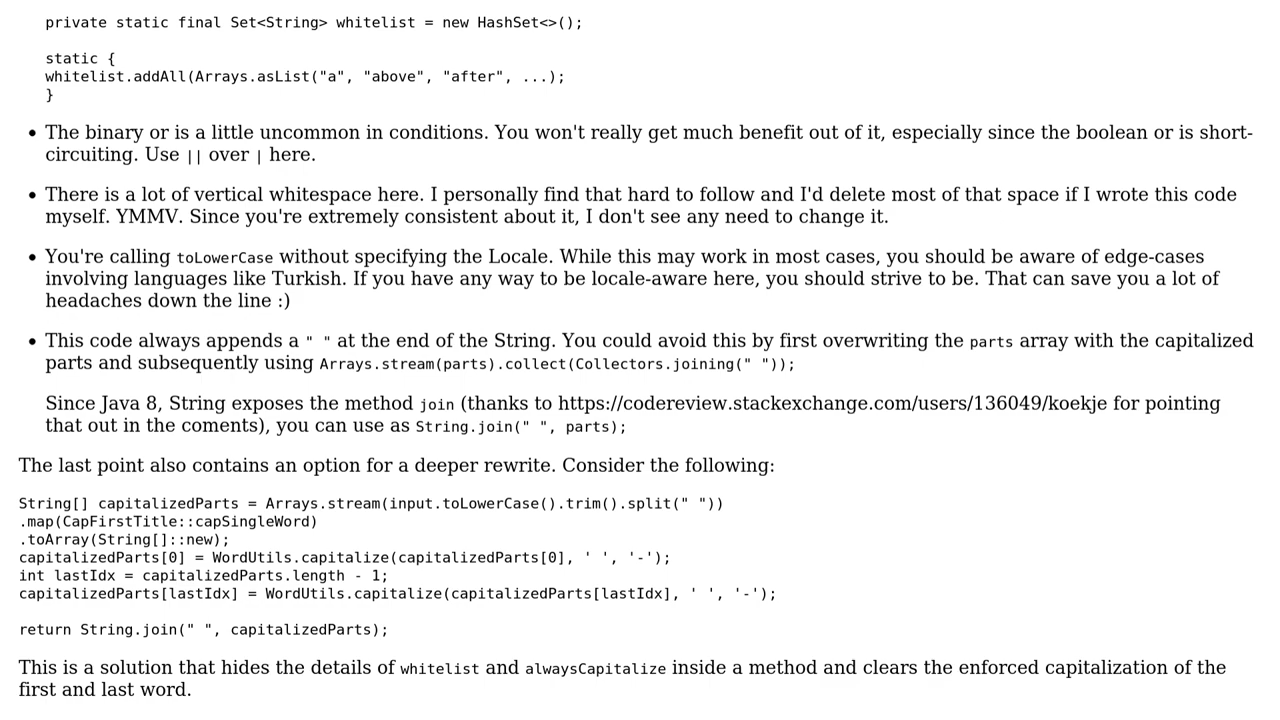 private static final Set<String> whitelist = new HashSet<>();
static {
whitelist.addAll(Arrays.asList("a", "above", "after", ...);
}
• The binary or is a little uncommon in conditions. You won't really get much benefit out of it, especially since the boolean or is short-
circuiting. Use || over | here.
• There is a lot of vertical whitespace here. I personally find that hard to follow and I'd delete most of that space if I wrote this code
myself. YMMV. Since you're extremely consistent about it, I don't see any need to change it.
• You're calling toLowerCase without specifying the Locale. While this may work in most cases, you should be aware of edge-cases
involving languages like Turkish. If you have any way to be locale-aware here, you should strive to be. That can save you a lot of
headaches down the line :)
• This code always appends a " " at the end of the String. You could avoid this by first overwriting the parts array with the capitalized
parts and subsequently using Arrays.stream(parts).collect(Collectors.joining(" "));
Since Java 8, String exposes the method join (thanks to https://codereview.stackexchange.com/users/136049/koekje for pointing
that out in the coments), you can use as String.join(" ", parts);
The last point also contains an option for a deeper rewrite. Consider the following:
String[] capitalizedParts = Arrays.stream(input.toLowerCase().trim().split(" "))
.map(CapFirstTitle::capSingleWord)
.toArray(String[]::new);
capitalizedParts[0] = WordUtils.capitalize(capitalizedParts[0], ' ', '-');
int lastIdx = capitalizedParts.length - 1;
capitalizedParts[lastIdx] = WordUtils.capitalize(capitalizedParts[lastIdx], ' ', '-');
return String.join(" ", capitalizedParts);
This is a solution that hides the details of whitelist and alwaysCapitalize inside a method and clears the enforced capitalization of the
first and last word.